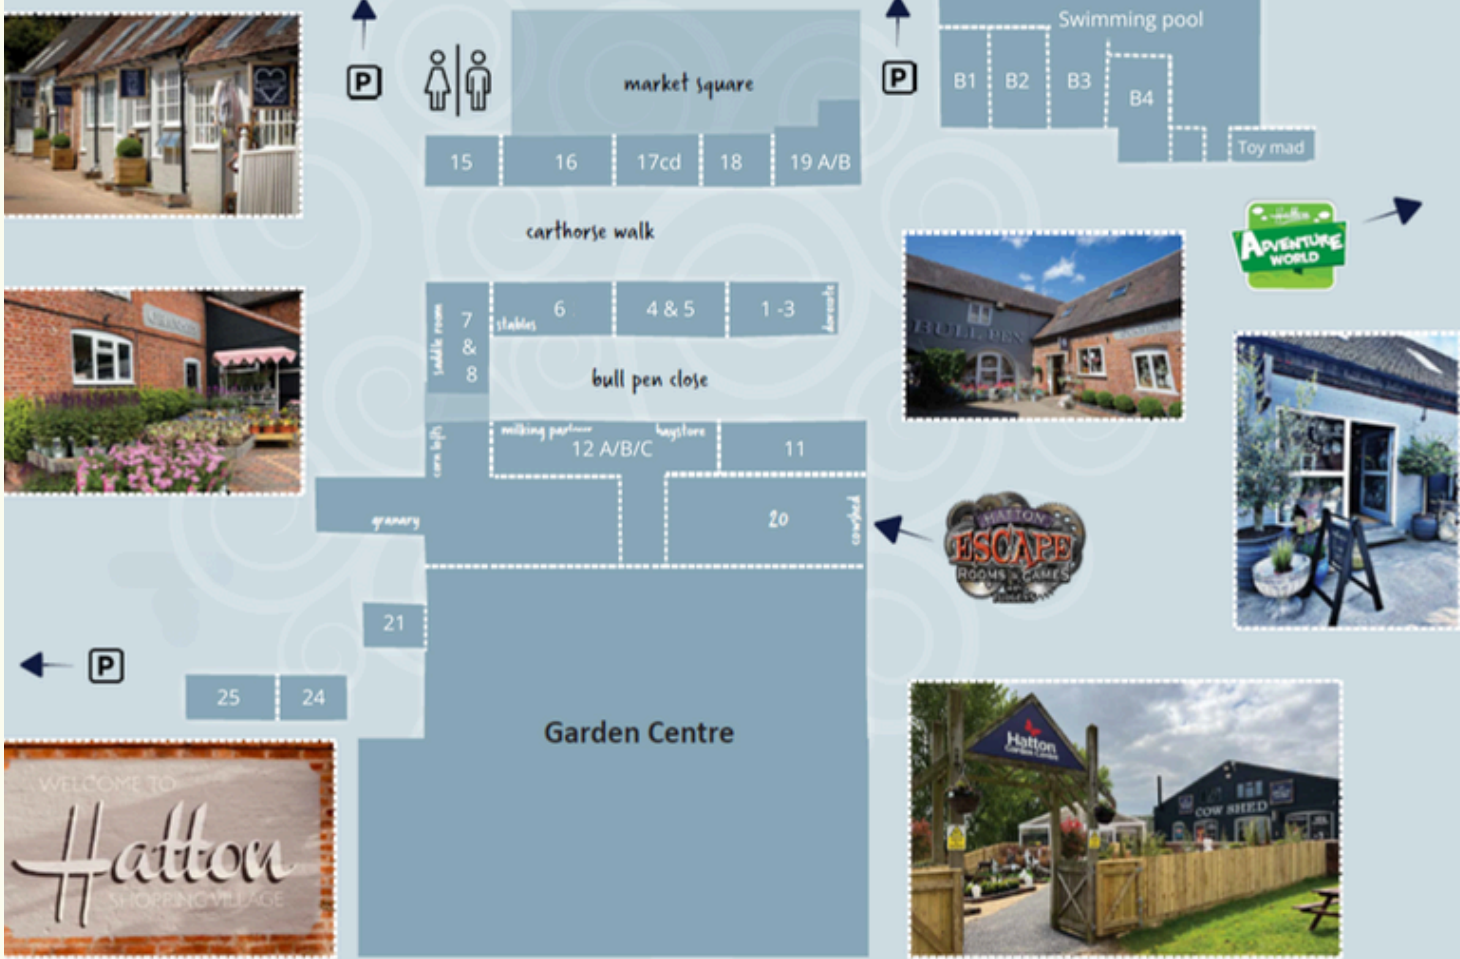 Swimming pool
P
P
market square
B1
B2
B3
B4
15
16
17cd
18
19 A/B
Toy mad
carthorse walk
ADVENTURE
WORLD
saddle rooms
7
&
8
stables
6
4 & 5
1 -3
dovecote
BULL PEN
bull pen close
corn lofts
milking parlour
haystore
12 A/B/C
11
granary
20
cowshed
HATTON
ESCAPE
ROOMS & GAMES
21
P
25
24
Garden Centre
Hatton
Garden Centre
COW SHED
WELCOME TO
Hatton
SHOPPING VILLAGE